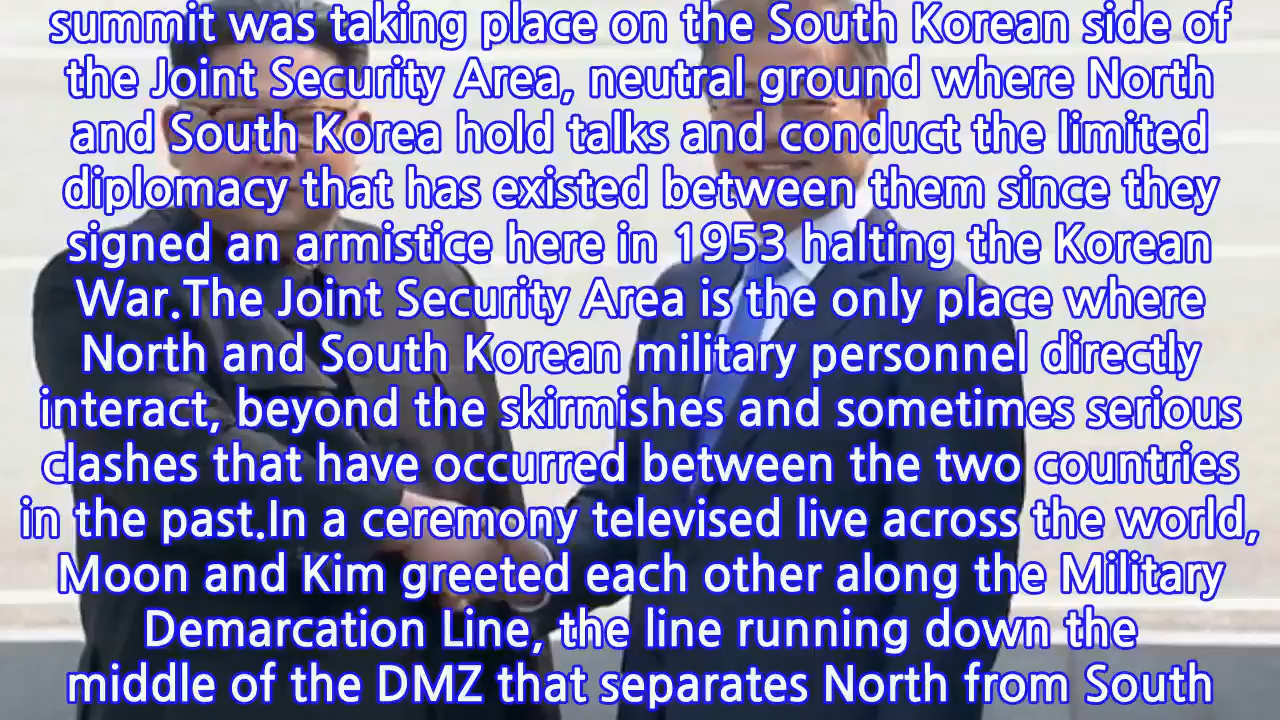 summit was taking place on the South Korean side of
the Joint Security Area, neutral ground where North
and South Korea hold talks and conduct the limited
diplomacy that has existed between them since they
signed an armistice here in 1953 halting the Korean
War.The Joint Security Area is the only place where
North and South Korean military personnel directly
interact, beyond the skirmishes and sometimes serious
clashes that have occurred between the two countries
in the past.In a ceremony televised live across the world,
Moon and Kim greeted each other along the Military
Demarcation Line, the line running down the
middle of the DMZ that separates North from South